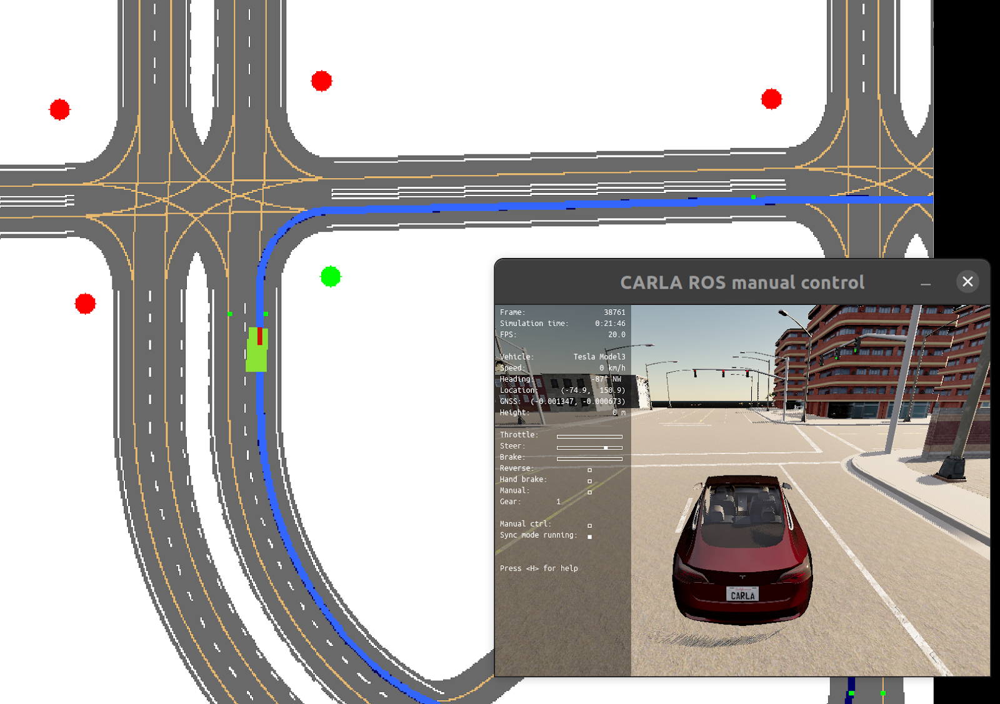 CARLA ROS manual control
Frame: 38761
Simulation time: 0:21:46
FPS: 20.0
Vehicle: Tesla Model3
Speed: 0 km/h
Heading: -87° NW
Location: (-74.9, 158.9)
GNSS: (-0.001347, -0.000673)
Height: 0 m
Throttle:
Steer:
Brake:
Reverse:
Hand brake:
Manual:
Gear: 1
Manual ctrl:
Sync mode running:
Press <H> for help
CARLA